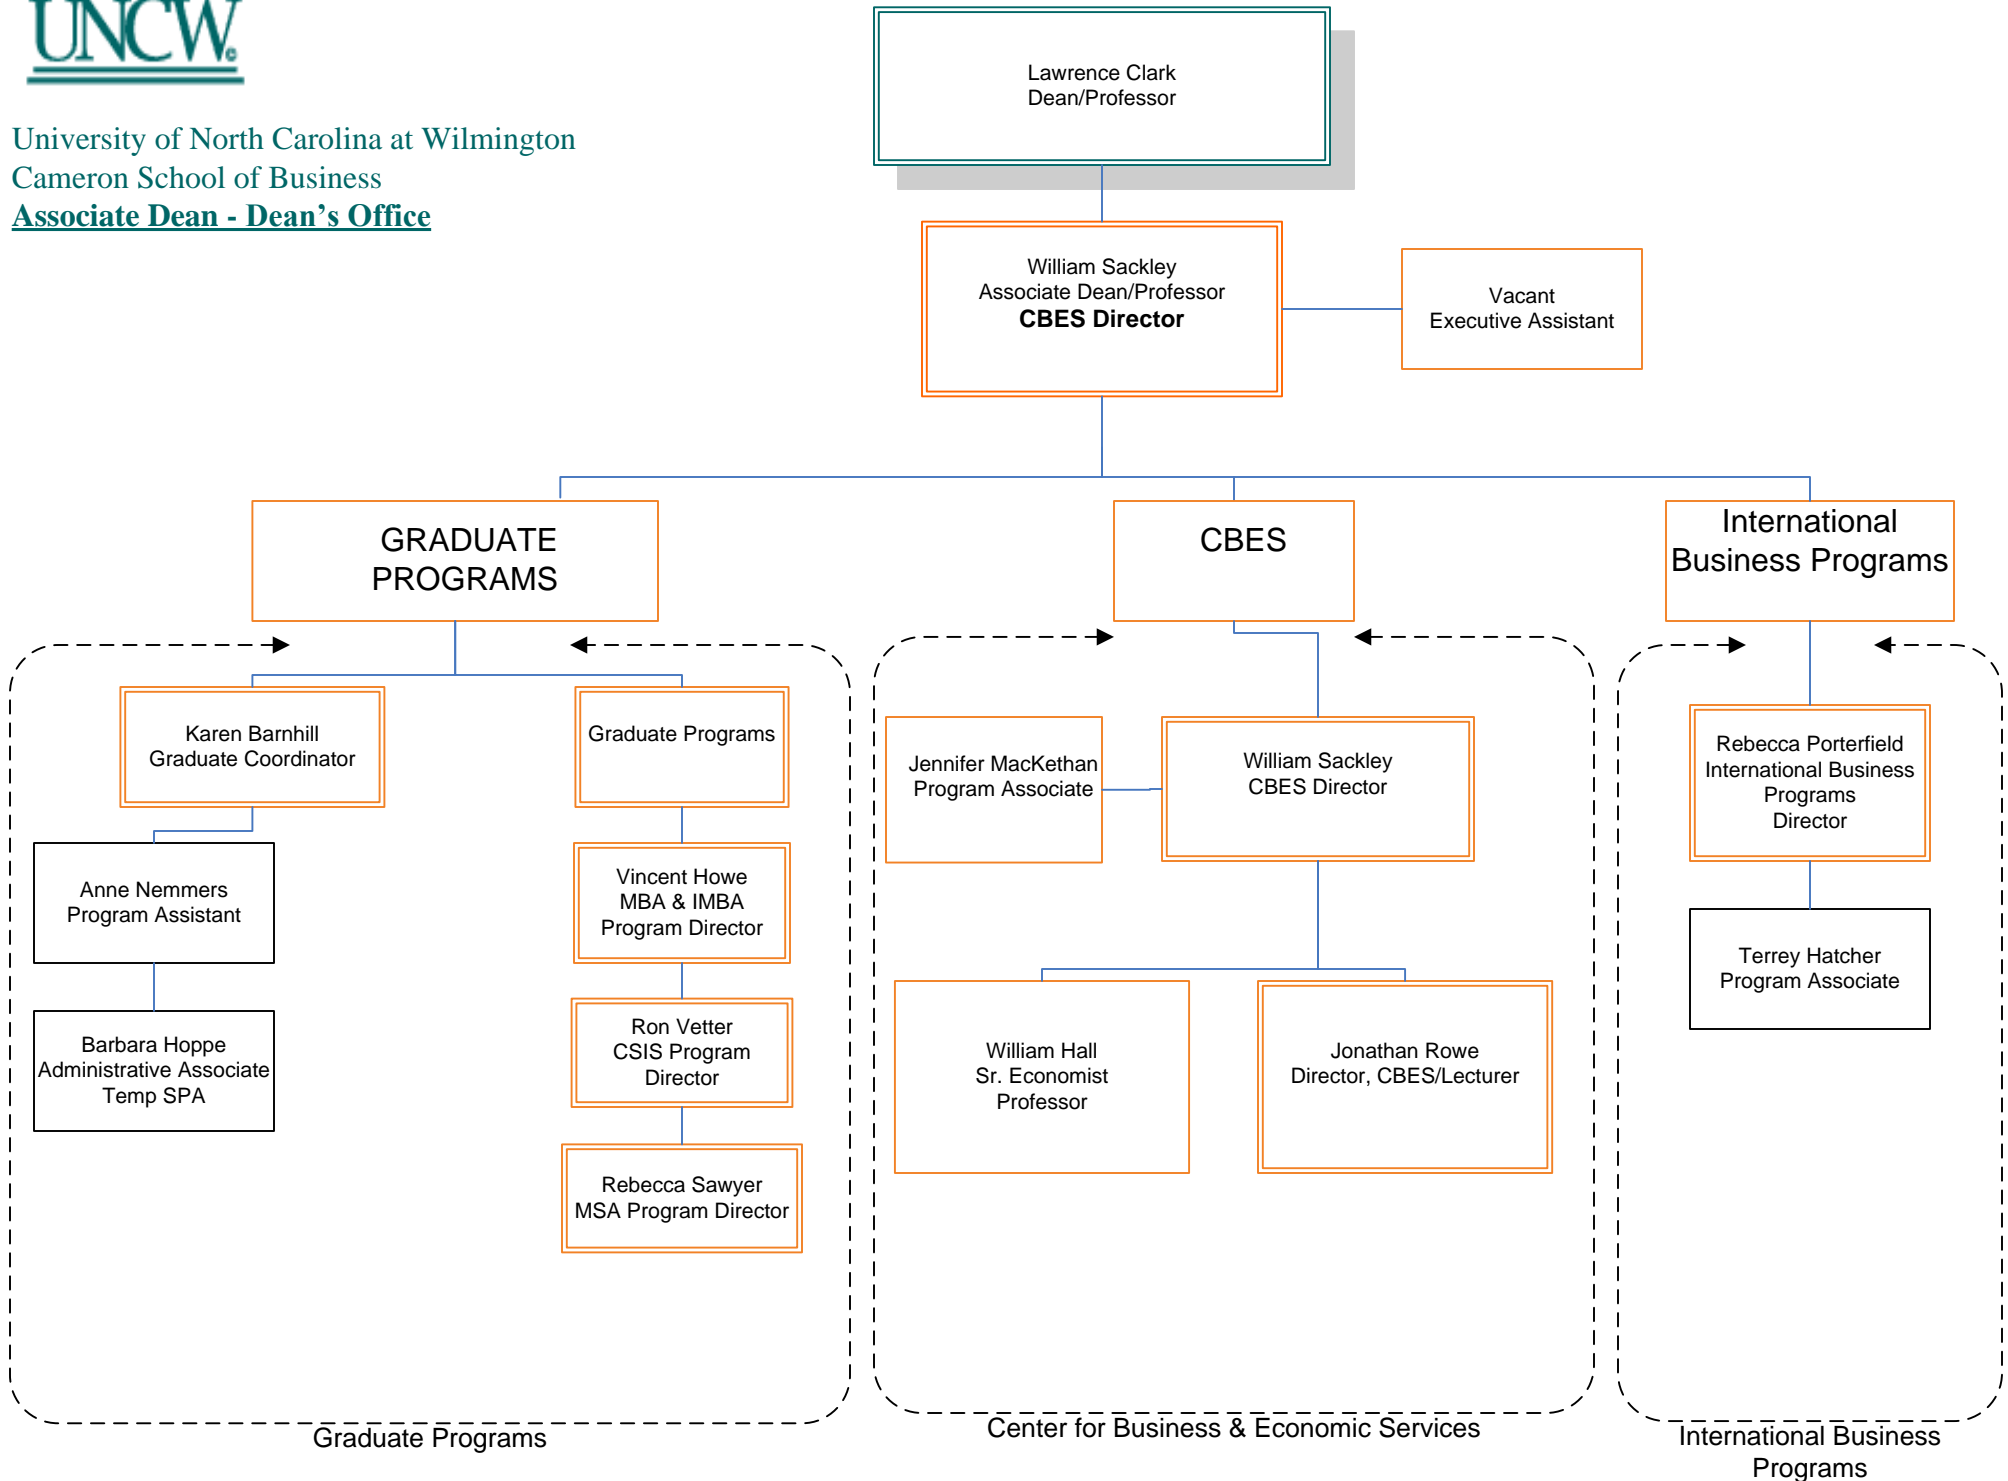 UNCW
©
University of North Carolina at Wilmington
Cameron School of Business
Associate Dean - Dean’s Office
Lawrence Clark
Dean/Professor
William Sackley
Associate Dean/Professor
CBES Director
Vacant
Executive Assistant
GRADUATE
PROGRAMS
CBES
International
Business Programs
Karen Barnhill
Graduate Coordinator
Graduate Programs
Anne Nemmers
Program Assistant
Barbara Hoppe
Administrative Associate
Temp SPA
Vincent Howe
MBA & IMBA
Program Director
Ron Vetter
CSIS Program
Director
Rebecca Sawyer
MSA Program Director
Jennifer MacKethan
Program Associate
William Sackley
CBES Director
William Hall
Sr. Economist
Professor
Jonathan Rowe
Director, CBES/Lecturer
Rebecca Porterfield
International Business
Programs
Director
Terrey Hatcher
Program Associate
Graduate Programs
Center for Business & Economic Services
International Business
Programs